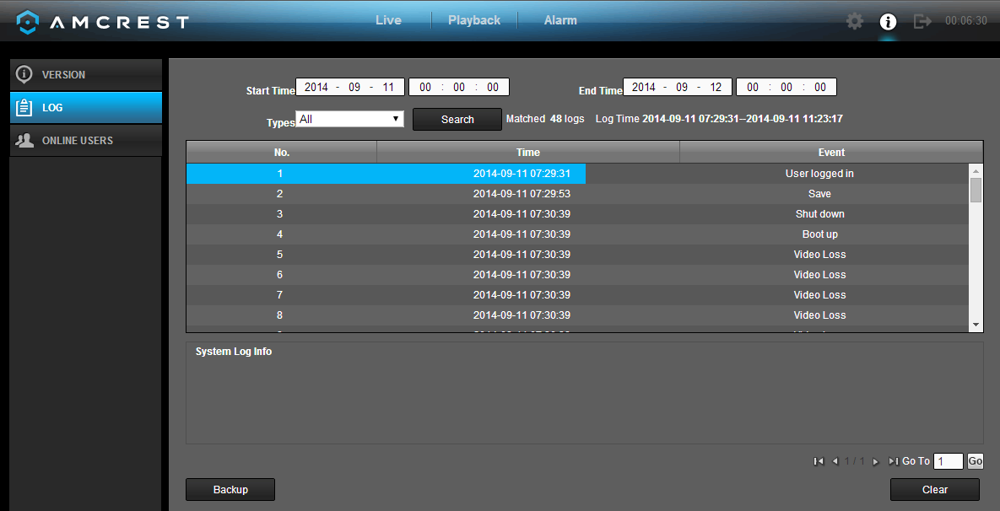 AMCREST Live Playback Alarm 00:06:30
VERSION
LOG
ONLINE USERS
Start Time 2014 - 09 - 11 00 : 00 : 00 End Time 2014 - 09 - 12 00 : 00 : 00
Types All Search Matched 48 logs Log Time 2014-09-11 07:29:31--2014-09-11 11:23:17
No. Time Event
1 2014-09-11 07:29:31 User logged in
2 2014-09-11 07:29:53 Save
3 2014-09-11 07:30:39 Shut down
4 2014-09-11 07:30:39 Boot up
5 2014-09-11 07:30:39 Video Loss
6 2014-09-11 07:30:39 Video Loss
7 2014-09-11 07:30:39 Video Loss
8 2014-09-11 07:30:39 Video Loss
System Log Info
1 / 1 Go To 1 Go
Backup Clear